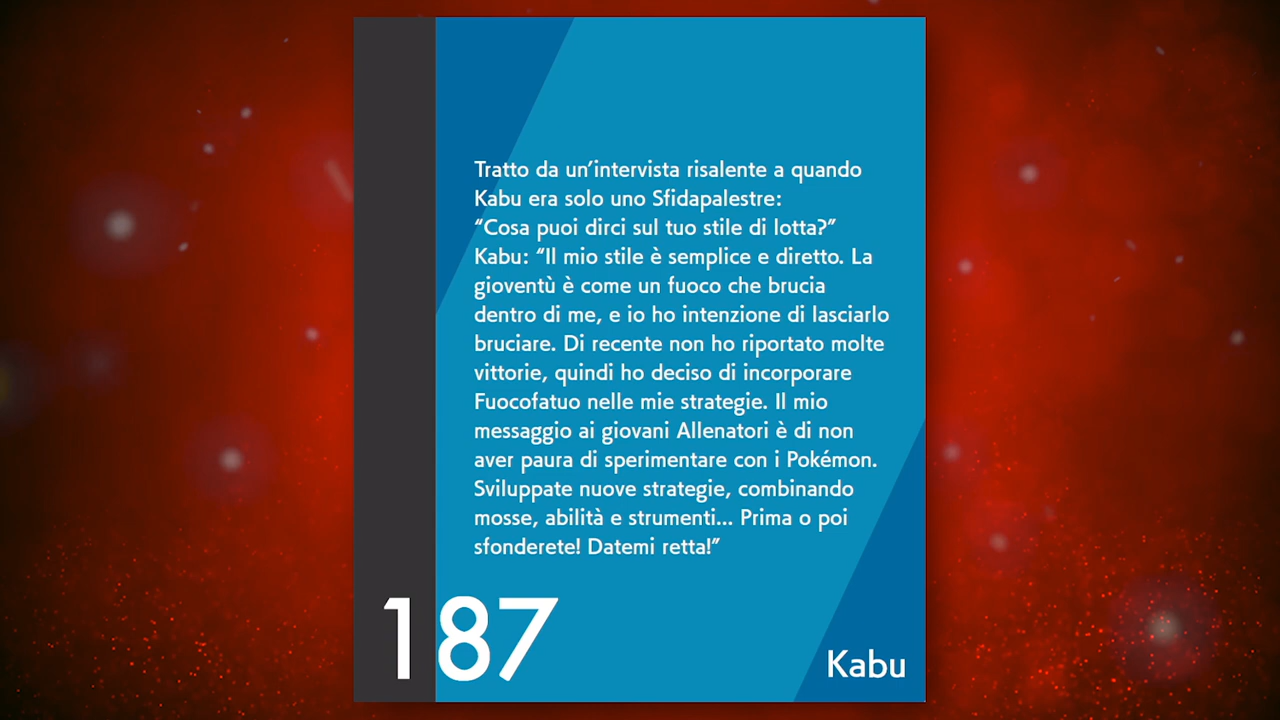 Tratto da un’intervista risalente a quando
Kabu era solo uno Sfidapalestre:
“Cosa puoi dirci sul tuo stile di lotta?”
Kabu: “Il mio stile è semplice e diretto. La
gioventù è come un fuoco che brucia
dentro di me, e io ho intenzione di lasciarlo
bruciare. Di recente non ho riportato molte
vittorie, quindi ho deciso di incorporare
Fuocofatuo nelle mie strategie. Il mio
messaggio ai giovani Allenatori è di non
aver paura di sperimentare con i Pokémon.
Sviluppate nuove strategie, combinando
mosse, abilità e strumenti... Prima o poi
sfonderete! Datemi retta!”
187
Kabu